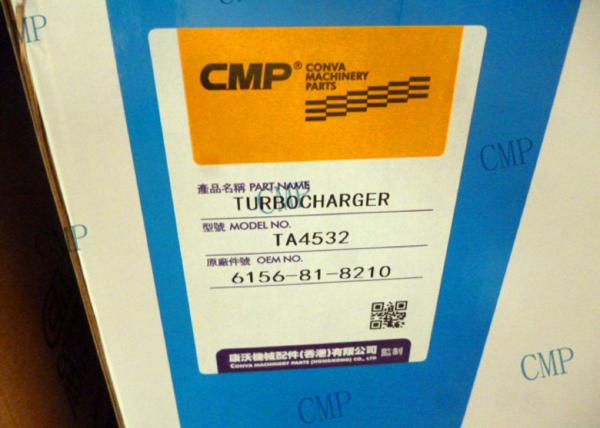 CMP® CONVA
MACHINERY
PARTS
產品名稱 PART NAME
TURBOCHARGER
型號 MODEL NO.
TA4532
原廠件號 OEM NO.
6156-81-8210
康沃機械配件(香港)有限公司 監制
CONVA MACHINERY PARTS (HONGKONG) CO., LTD
CMP
CMP
CMP
CMP
CMP
MP